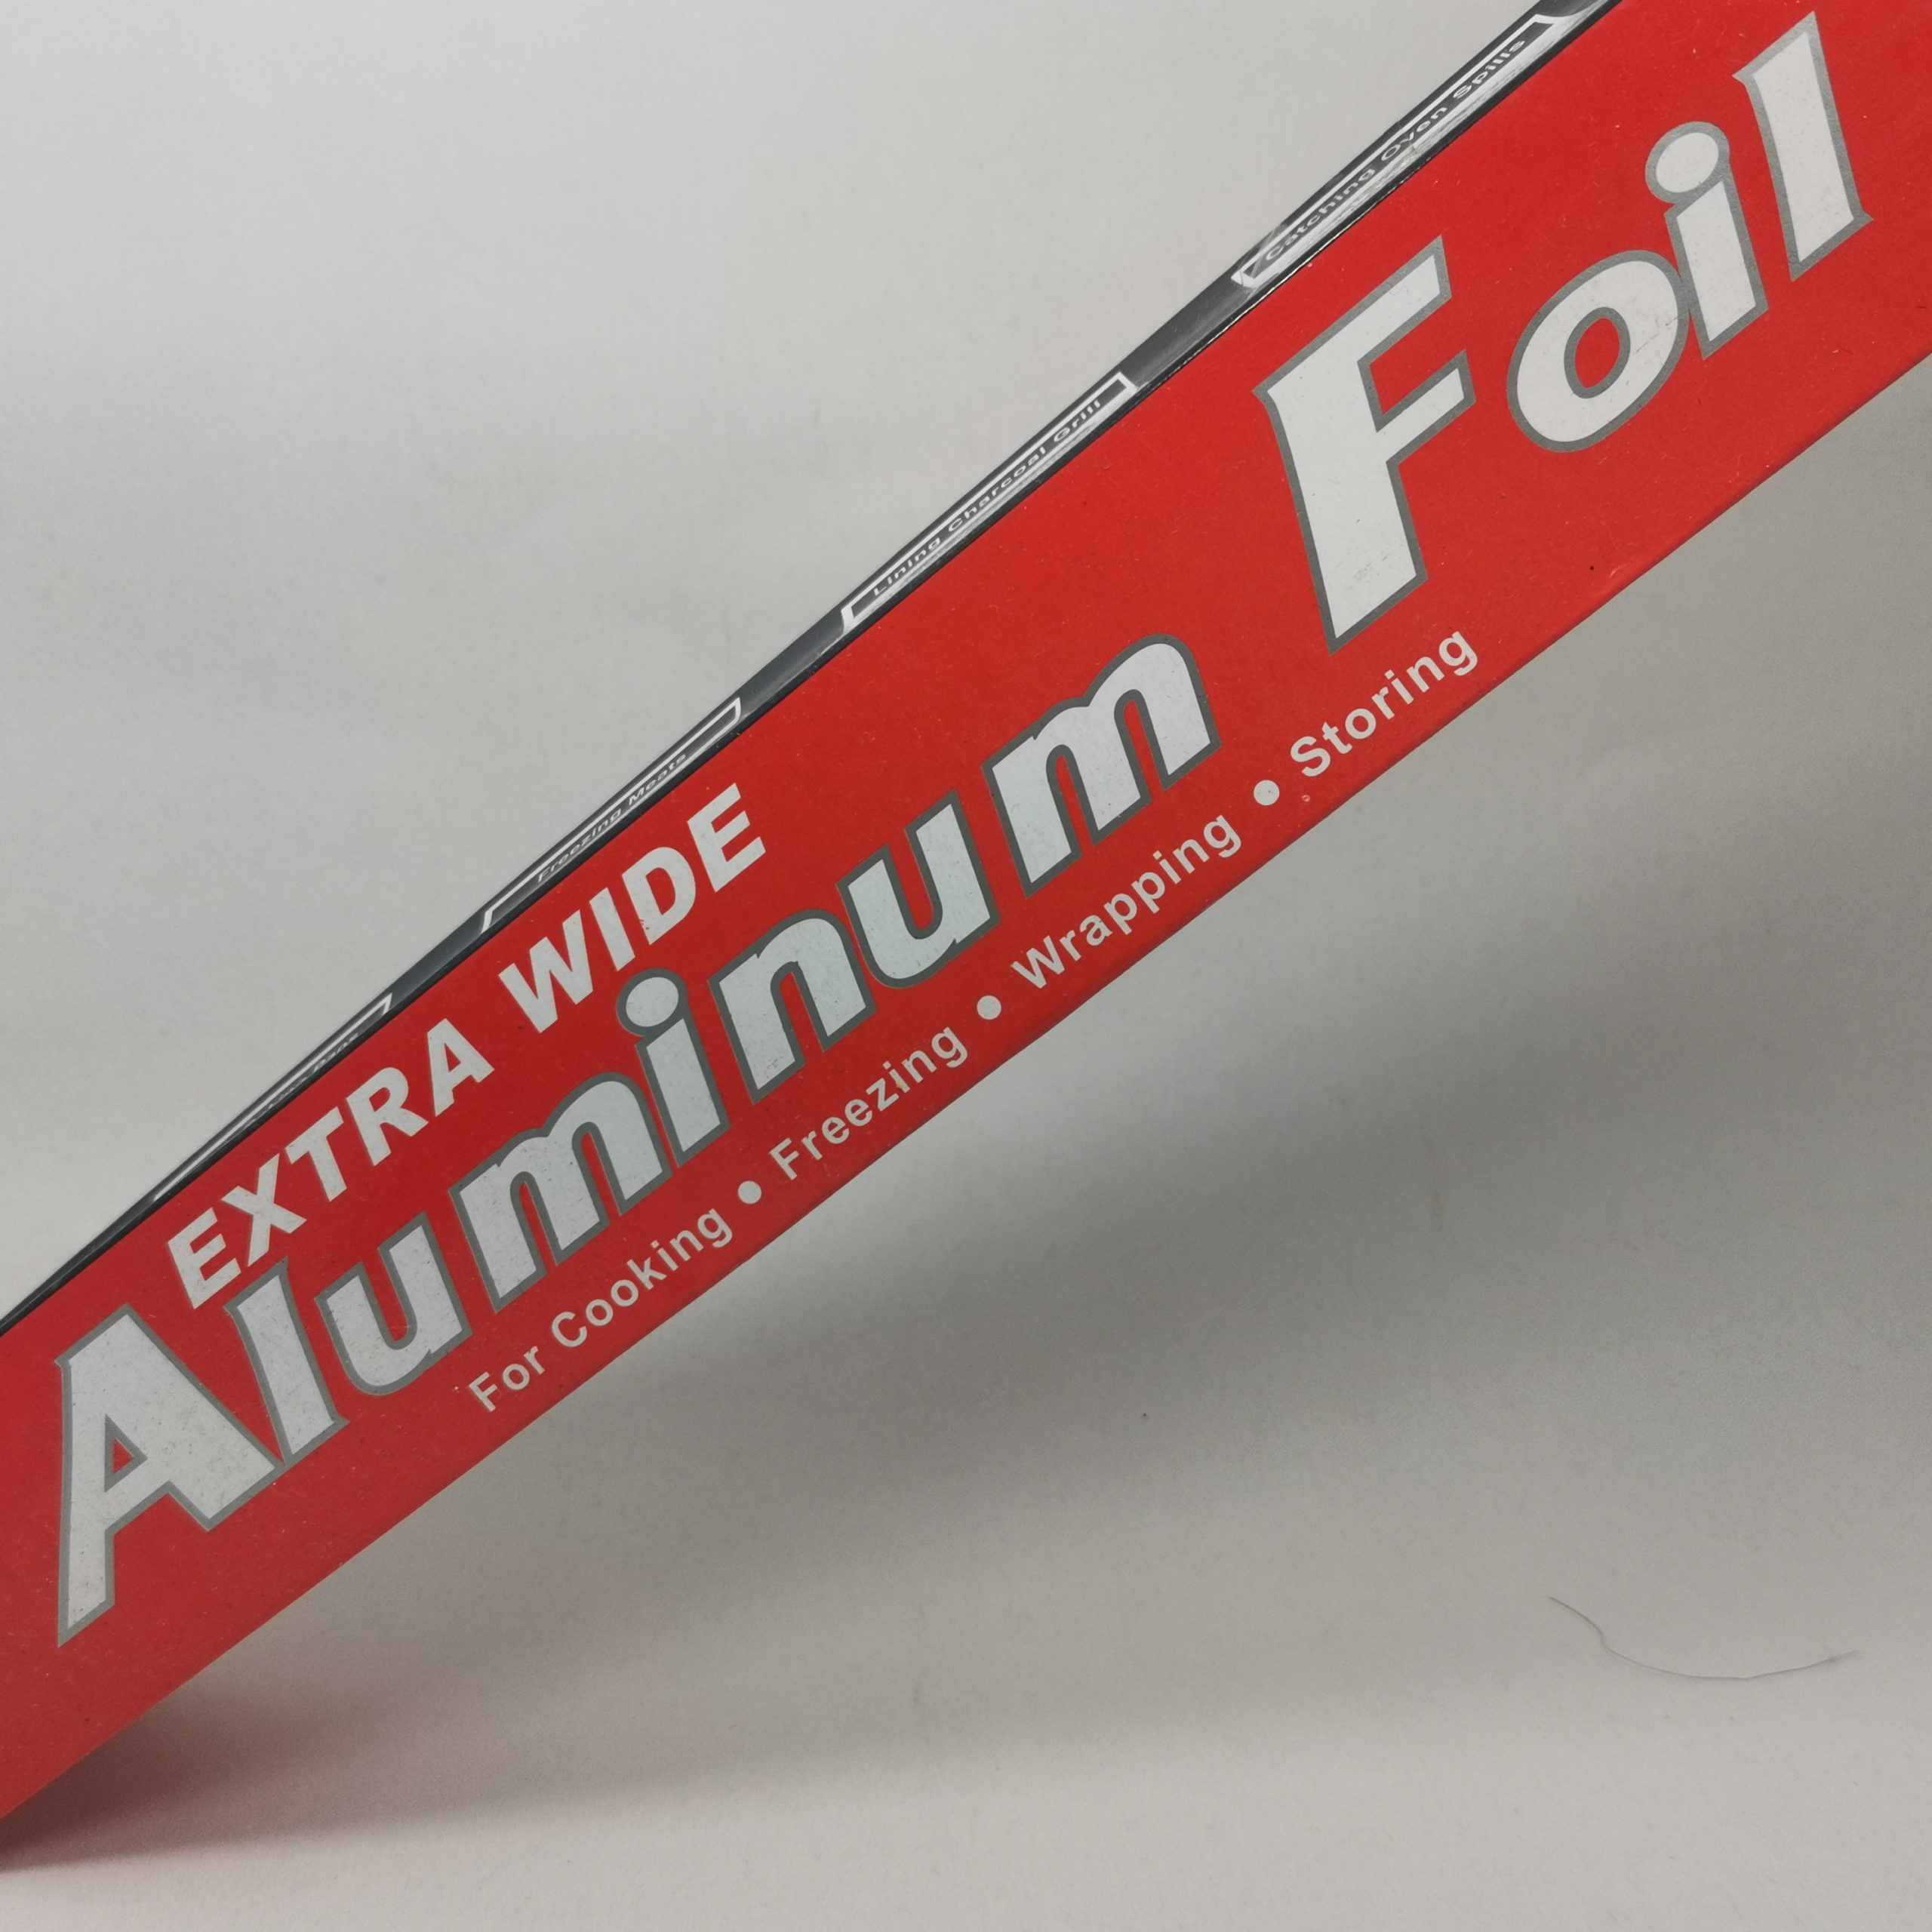 EXTRA WIDE
Aluminum Foil
For Cooking • Freezing • Wrapping • Storing
Freezing Meats
Lining Charcoal Grill
Catching Oven Spills